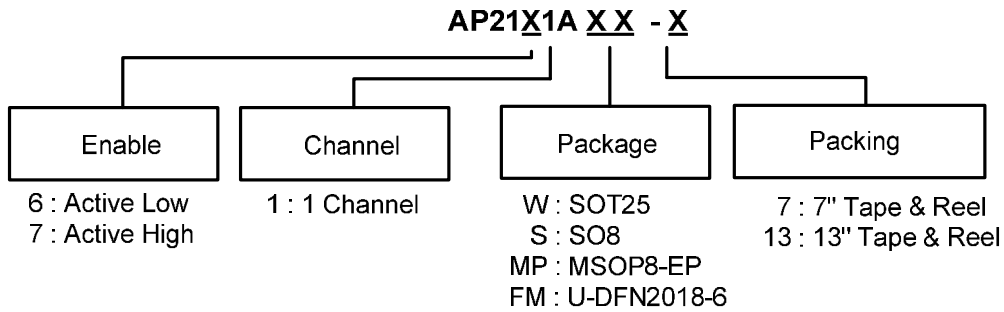 AP21X1A XX - X
Enable
Channel
Package
Packing
6 : Active Low
7 : Active High
1 : 1 Channel
W : SOT25
S : SO8
MP : MSOP8-EP
FM : U-DFN2018-6
7 : 7" Tape & Reel
13 : 13" Tape & Reel